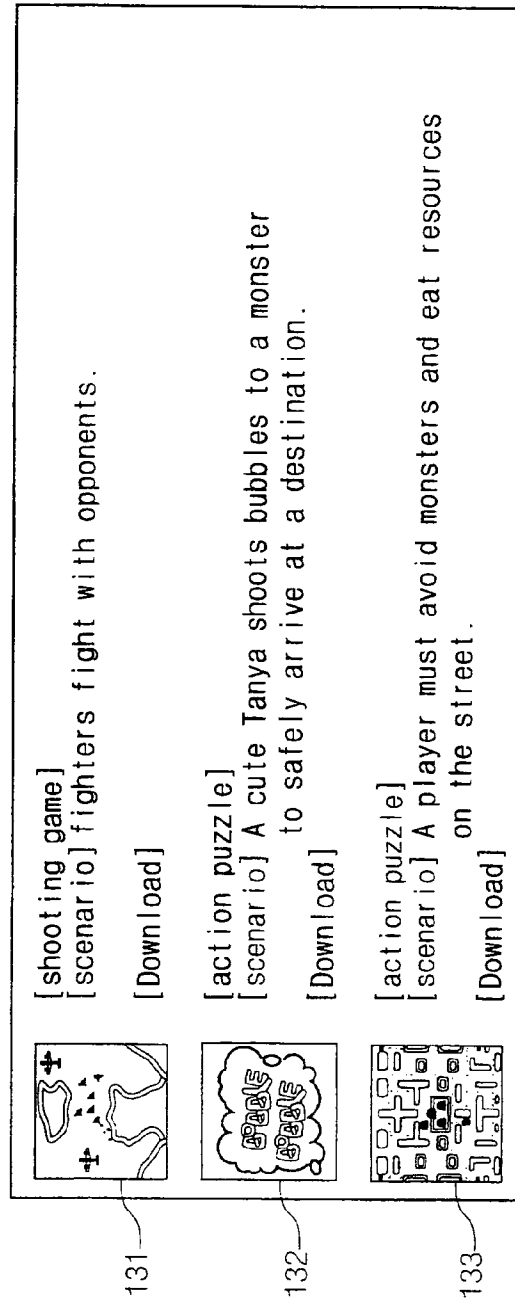 131
[shooting game]
[scenario] fighters fight with opponents.
[Download]
132
[action puzzle]
[scenario] A cute Tanya shoots bubbles to a monster
to safely arrive at a destination.
[Download]
133
[action puzzle]
[scenario] A player must avoid monsters and eat resources
on the street.
[Download]